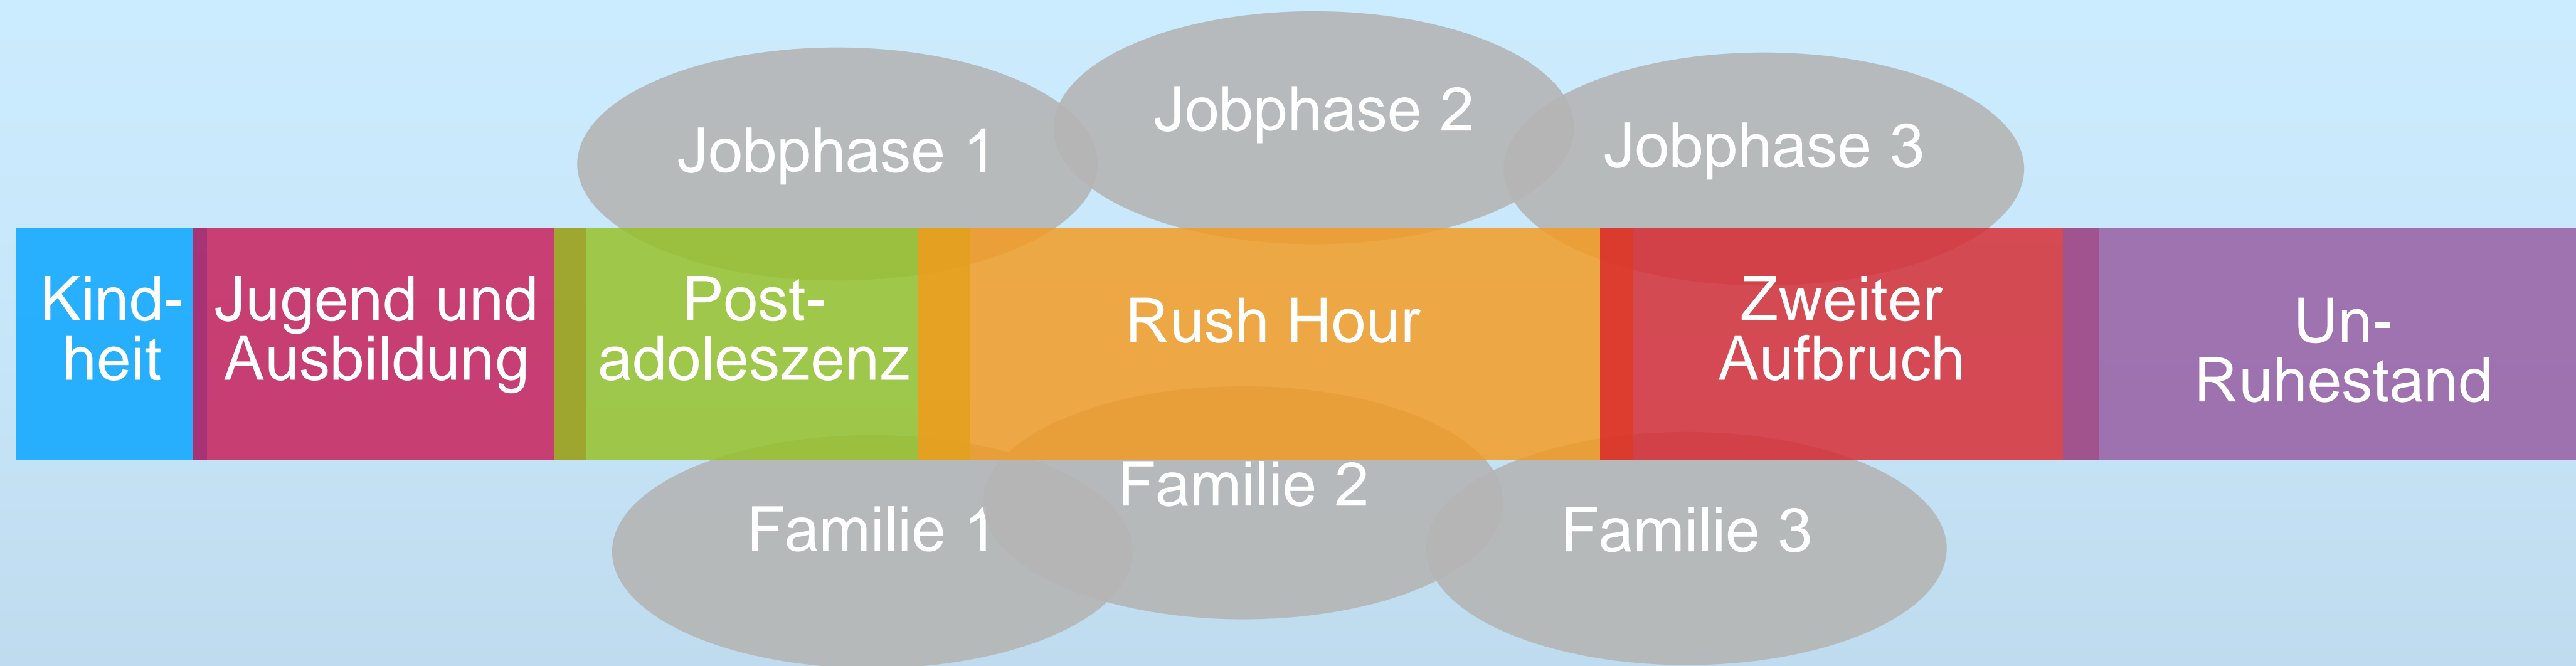 Jobphase 1
Jobphase 2
Jobphase 3
Kind-
heit
Jugend und
Ausbildung
Post-
adoleszenz
Rush Hour
Zweiter
Aufbruch
Un-
Ruhestand
Familie 1
Familie 2
Familie 3